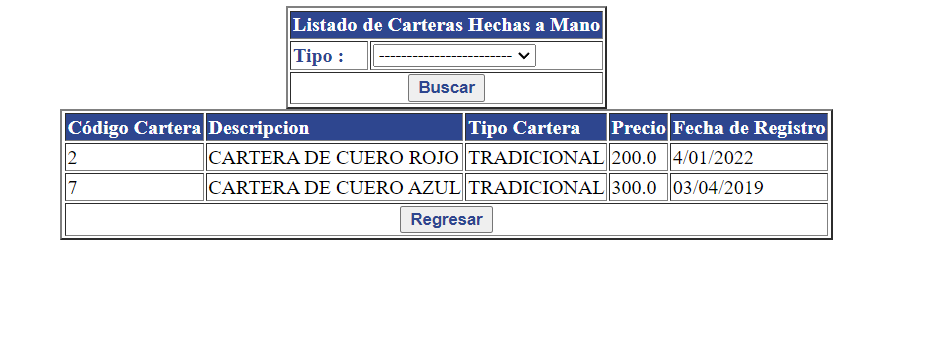 Listado de Carteras Hechas a Mano
Tipo : ------------------------
Buscar
Código Cartera Descripcion Tipo Cartera Precio Fecha de Registro
2 CARTERA DE CUERO ROJO TRADICIONAL 200.0 4/01/2022
7 CARTERA DE CUERO AZUL TRADICIONAL 300.0 03/04/2019
Regresar